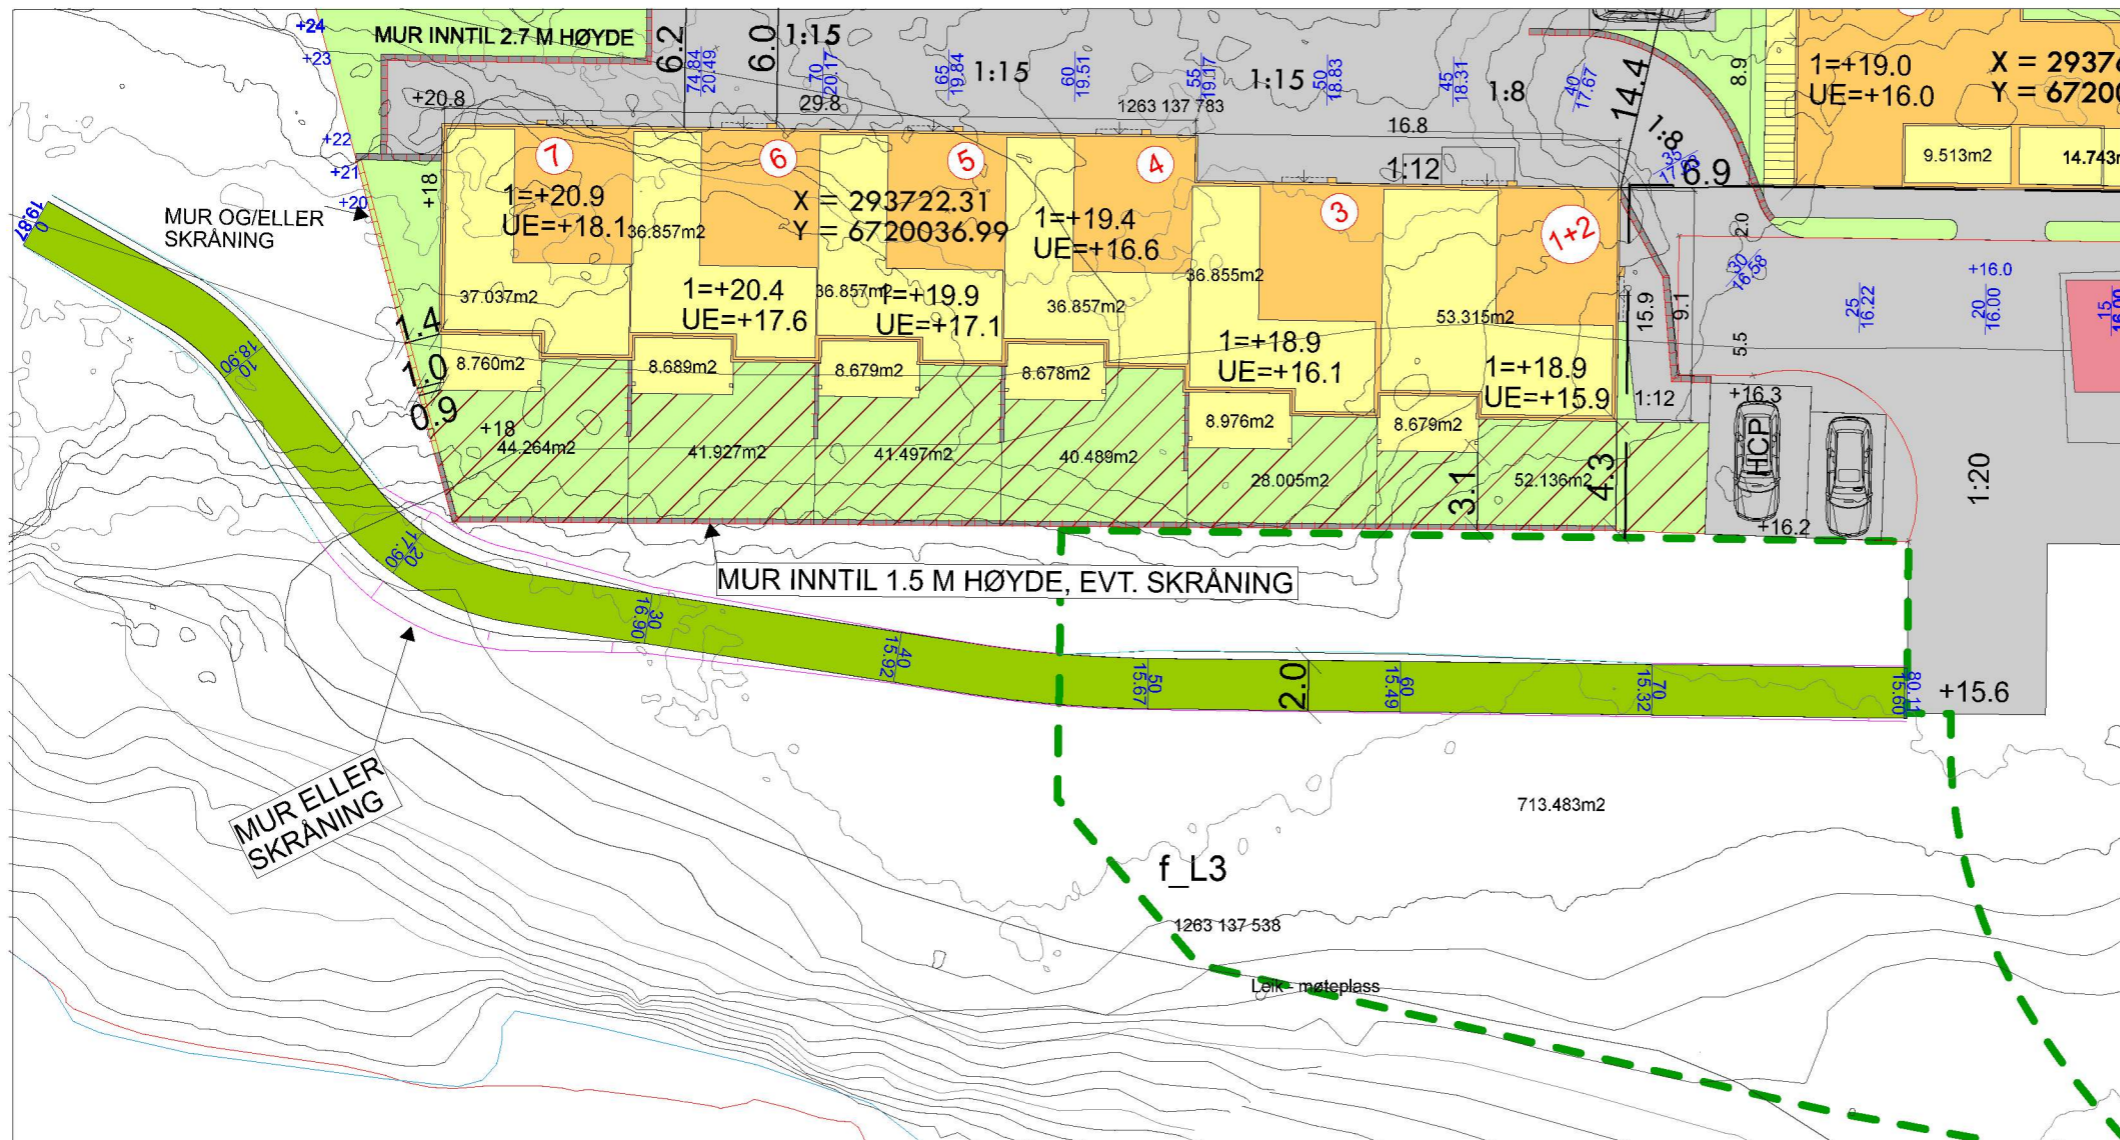 +24
MUR INNTIL 2.7 M HØYDE
6.2
6.0
1:15
+23
74.84
20.49
70
20.17
65
19.84
1:15
60
19.51
55
19.17
1:15
50
18.83
45
18.31
1:8
40
17.67
14.4
8.9
1=+19.0
UE=+16.0
X = 2937
Y = 67200
+20.8
29.8
1263 137 783
16.8
1:8
35
+22
+21
+20
+18
7
6
5
4
1:12
6.9
9.513m2
14.743m
MUR OG/ELLER
SKRÅNING
1=+20.9
UE=+18.1
36.857m2
X = 293722.31
Y = 6720036.99
1=+19.4
UE=+16.6
3
1+2
2.0
0
19.87
37.037m2
1=+20.4
UE=+17.6
36.857m2
1=+19.9
UE=+17.1
36.857m2
36.855m2
53.315m2
15.9
9.1
5.5
30
16.58
25
16.22
+16.0
20
16.00
15
16.00
1.4
1.0
0.9
10
18.90
8.760m2
8.689m2
8.679m2
8.678m2
1=+18.9
UE=+16.1
1=+18.9
UE=+15.9
1:12
+16.3
+18
44.264m2
41.927m2
41.497m2
40.489m2
8.976m2
8.679m2
28.005m2
3.1
52.136m2
4.3
HCP
+16.2
1:20
20
17.90
MUR INNTIL 1.5 M HØYDE, EVT. SKRÅNING
30
16.90
40
15.92
50
15.67
2.0
60
15.49
70
15.32
80.11
15.60
+15.6
MUR ELLER
SKRÅNING
713.483m2
f_L3
1263 137 538
Leik - møteplass